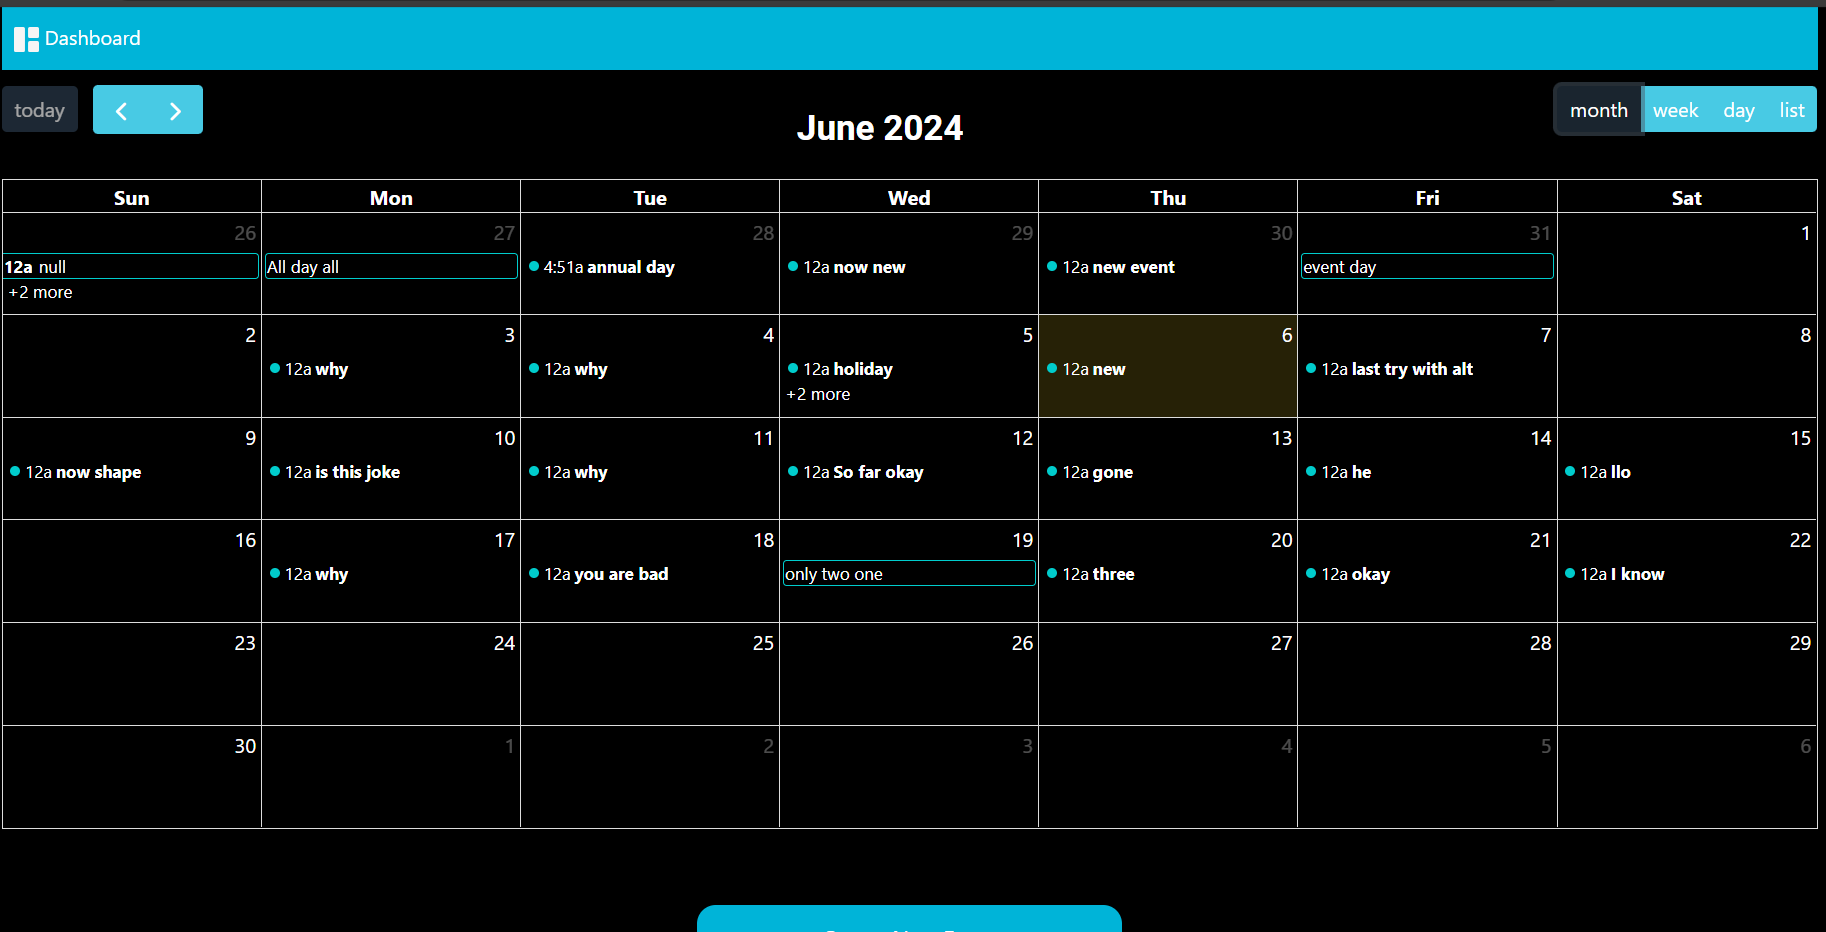 Dashboard
today
June 2024
month week day list
Sun Mon Tue Wed Thu Fri Sat
26 27 28 29 30 31 1
12a null All day all 4:51a annual day 12a now new 12a new event event day
+2 more
2 3 4 5 6 7 8
12a why 12a why 12a holiday 12a new 12a last try with alt
+2 more
9 10 11 12 13 14 15
12a now shape 12a is this joke 12a why 12a So far okay 12a gone 12a he 12a llo
16 17 18 19 20 21 22
12a why 12a you are bad only two one 12a three 12a okay 12a I know
23 24 25 26 27 28 29
30 1 2 3 4 5 6